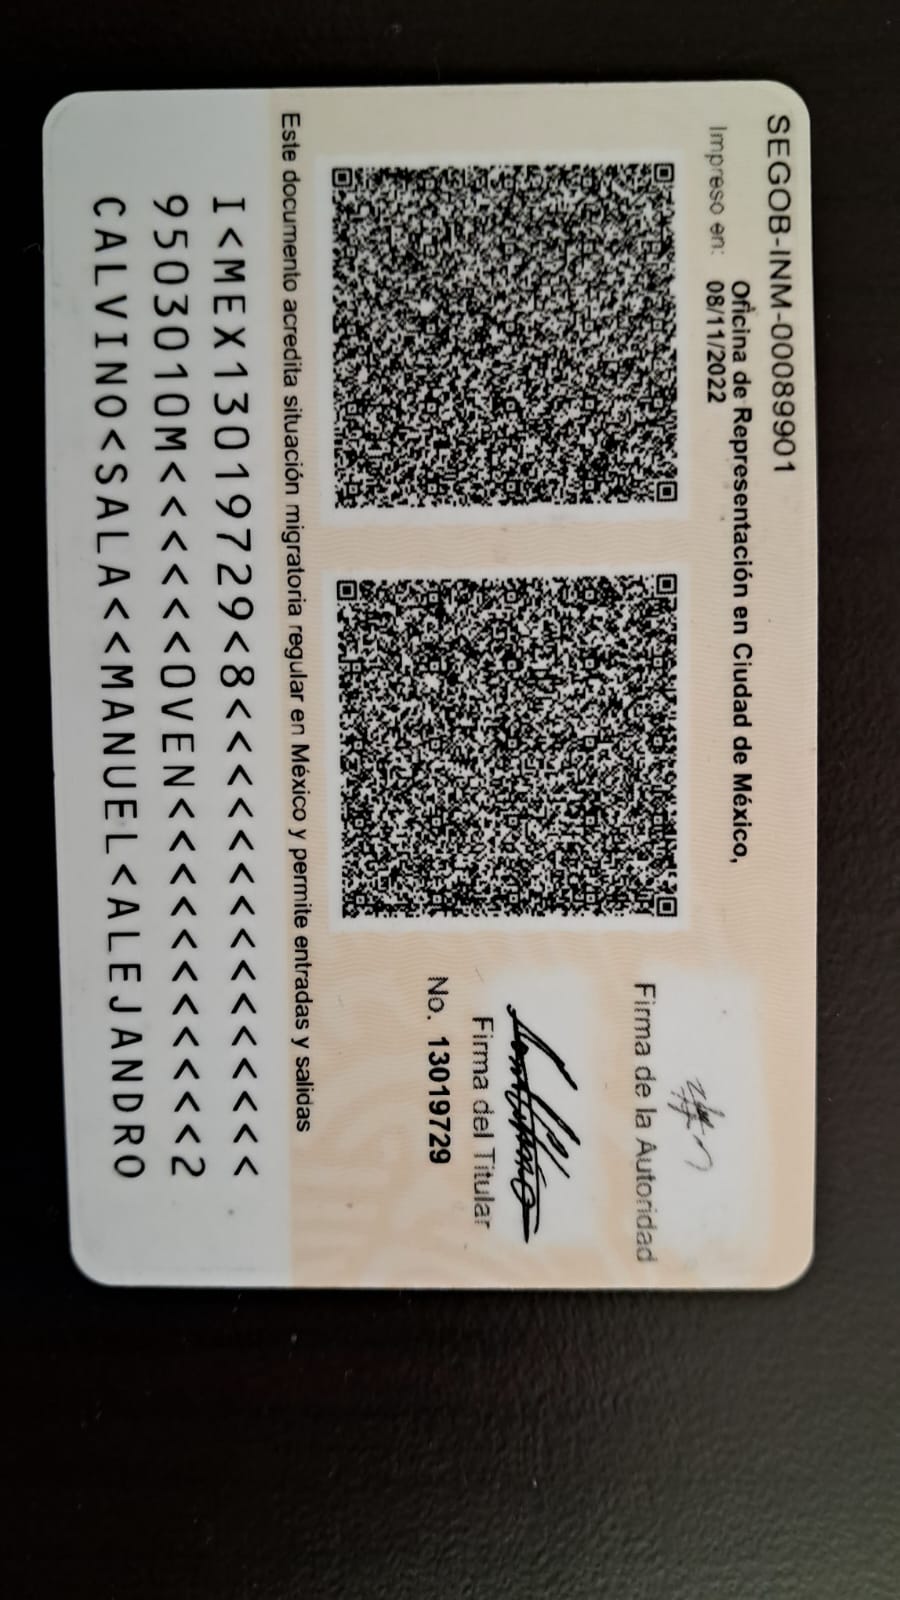 SEGOB-INM-00089901
Impreso en: Oficina de Representación en Ciudad de México,
08/11/2022
Firma de la Autoridad
Firma del Titular
No. 13019729
Este documento acredita situación migratoria regular en México y permite entradas y salidas
I<MEX13019729<8<<<<<<<<<<<<<<<
9503010M<<<<<<<OVEN<<<<<<<<<<2
CALVINO<SALA<<MANUEL<ALEJANDRO